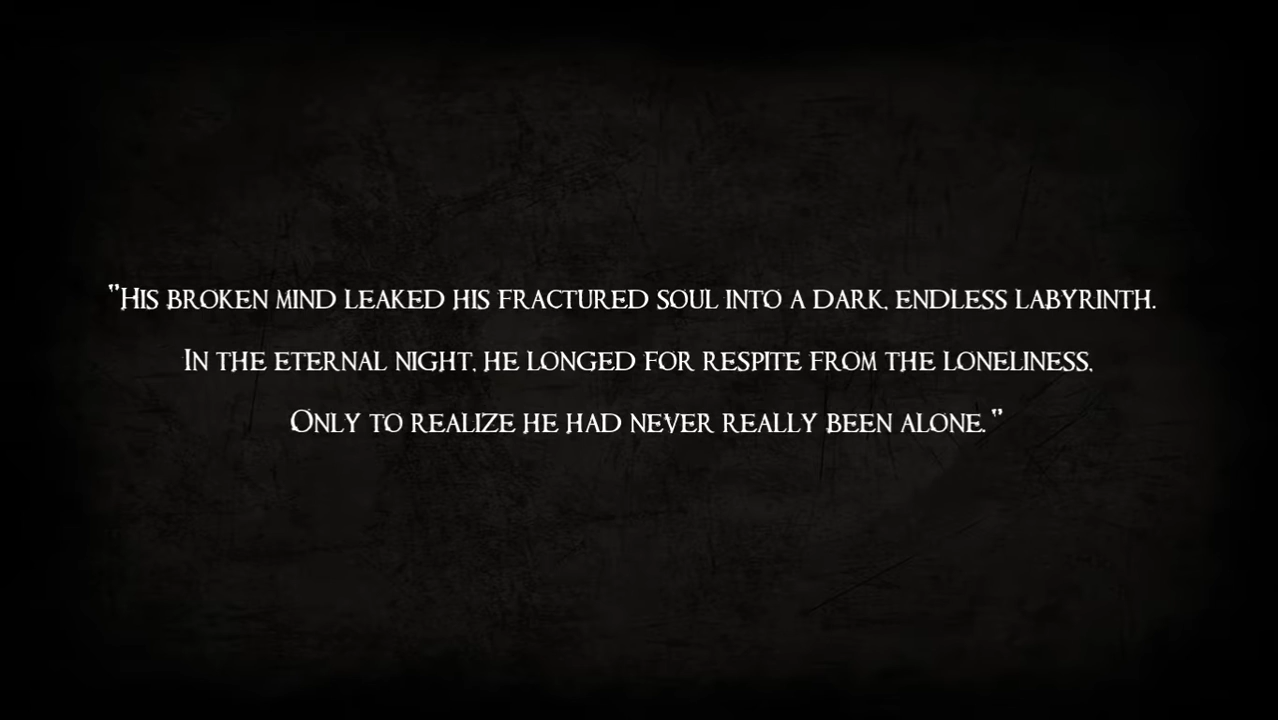 "His broken mind leaked his fractured soul into a dark, endless labyrinth.
In the eternal night, he longed for respite from the loneliness,
Only to realize he had never really been alone."